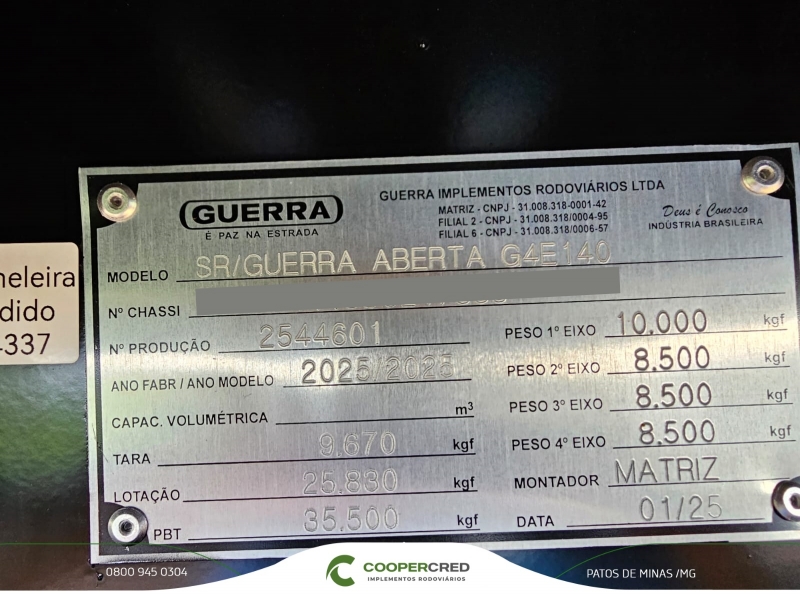 GUERRA
É PAZ NA ESTRADA
GUERRA IMPLEMENTOS RODOVIÁRIOS LTDA
MATRIZ - CNPJ - 31.008.318-0001-42
FILIAL 2 - CNPJ - 31.008.318/0004-95
FILIAL 6 - CNPJ - 31.008.318/0006-57
Deus é Conosco
INDÚSTRIA BRASILEIRA
MODELO SR/GUERRA ABERTA G4E140
Nº CHASSI
Nº PRODUÇÃO 2544601
ANO FABR / ANO MODELO 2025/2025
CAPAC. VOLUMÉTRICA m³
TARA 9.670 kgf
LOTAÇÃO 25.830 kgf
PBT 35.500 kgf
PESO 1º EIXO 10.000 kgf
PESO 2º EIXO 8.500 kgf
PESO 3º EIXO 8.500 kgf
PESO 4º EIXO 8.500 kgf
MONTADOR MATRIZ
DATA 01/25
neleira
dido
337
0800 945 0304
COOPERCRED
IMPLEMENTOS RODOVIÁRIOS
PATOS DE MINAS /MG